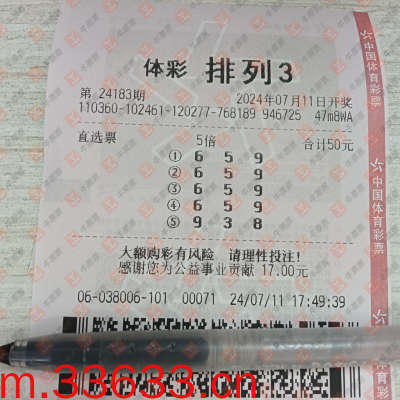 体彩 排列3
第 24183期 2024年07月11日开奖
110360-102461-120277-768189 946725 47m8WA
直选票 5倍 合计50元
① 6 5 9
② 6 5 9
③ 6 5 9
④ 6 5 9
⑤ 9 3 8
大额购彩有风险 请理性投注!
感谢您为公益事业贡献 17.00元
06-038006-101 00071 24/07/11 17:49:39
中国体育彩票
中国体育彩票
m.33633.cn